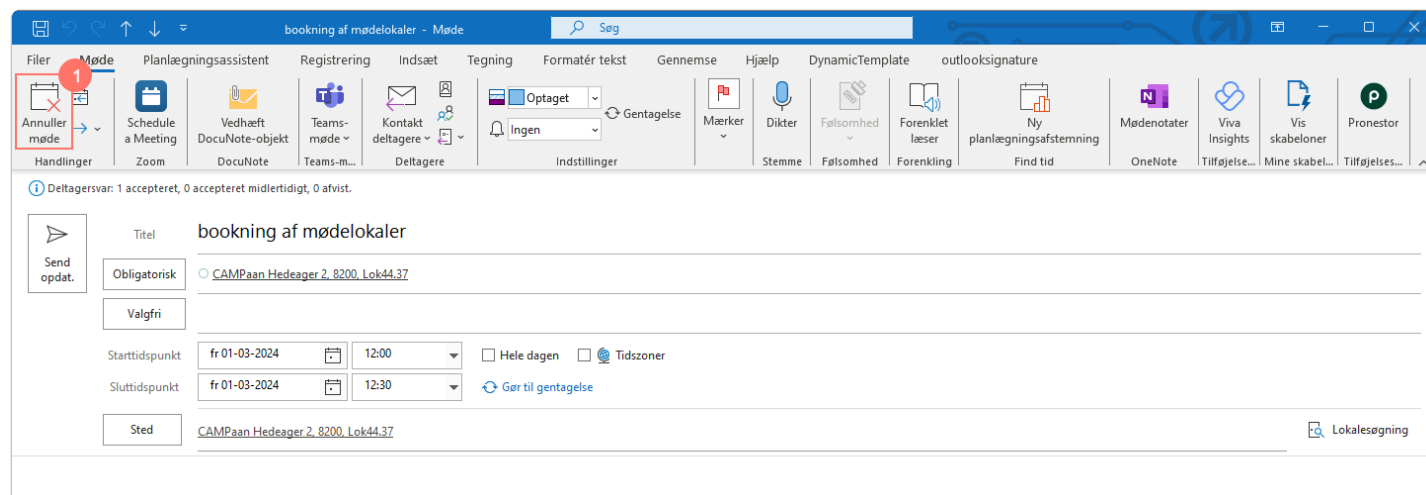 bookning af mødelokaler - Møde
Søg
Filer Møde Planlægningsassistent Registrering Indsæt Tegning Formatér tekst Gennemse Hjælp DynamicTemplate outlooksignature
1
Annuller møde
Schedule a Meeting
Vedhæft DocuNote-objekt
Teams-møde
Kontakt deltagere
Optaget
Ingen
Gentagelse
Mærker
Dikter
Følsomhed
Forenklet læser
Ny planlægningsafstemning
Mødenotater
Viva Insights
Vis skabeloner
Pronestor
Handlinger Zoom DocuNote Teams-m... Deltagere Indstillinger Stemme Følsomhed Forenkling Find tid OneNote Tilføjelse... Mine skabel... Tilføjelses...
Deltagersvar: 1 accepteret, 0 accepteret midlertidigt, 0 afvist.
Send opdat.
Titel bookning af mødelokaler
Obligatorisk CAMPaan Hedeager 2, 8200, Lok44.37
Valgfri
Starttidspunkt fr 01-03-2024 12:00 Hele dagen Tidszoner
Sluttidspunkt fr 01-03-2024 12:30 Gør til gentagelse
Sted CAMPaan Hedeager 2, 8200, Lok44.37 Lokalesøgning